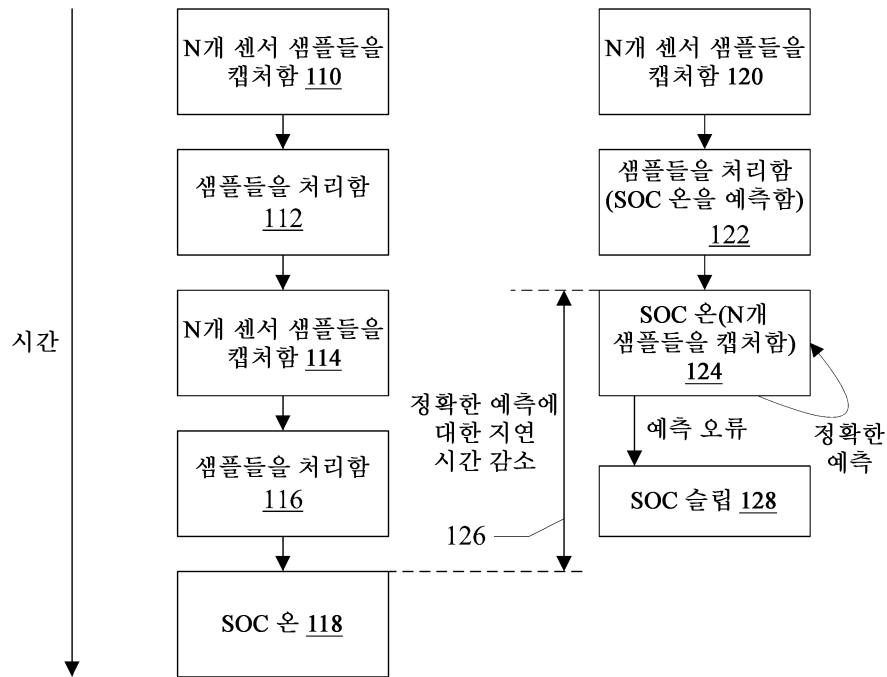 시간
N개 센서 샘플들을
캡처함 110
샘플들을 처리함
112
N개 센서 샘플들을
캡처함 114
샘플들을 처리함
116
SOC 온 118
N개 센서 샘플들을
캡처함 120
샘플들을 처리함
(SOC 온을 예측함)
122
SOC 온(N개
샘플들을 캡처함)
124
정확한 예측에
대한 지연
시간 감소
126
예측 오류
정확한
예측
SOC 슬립 128